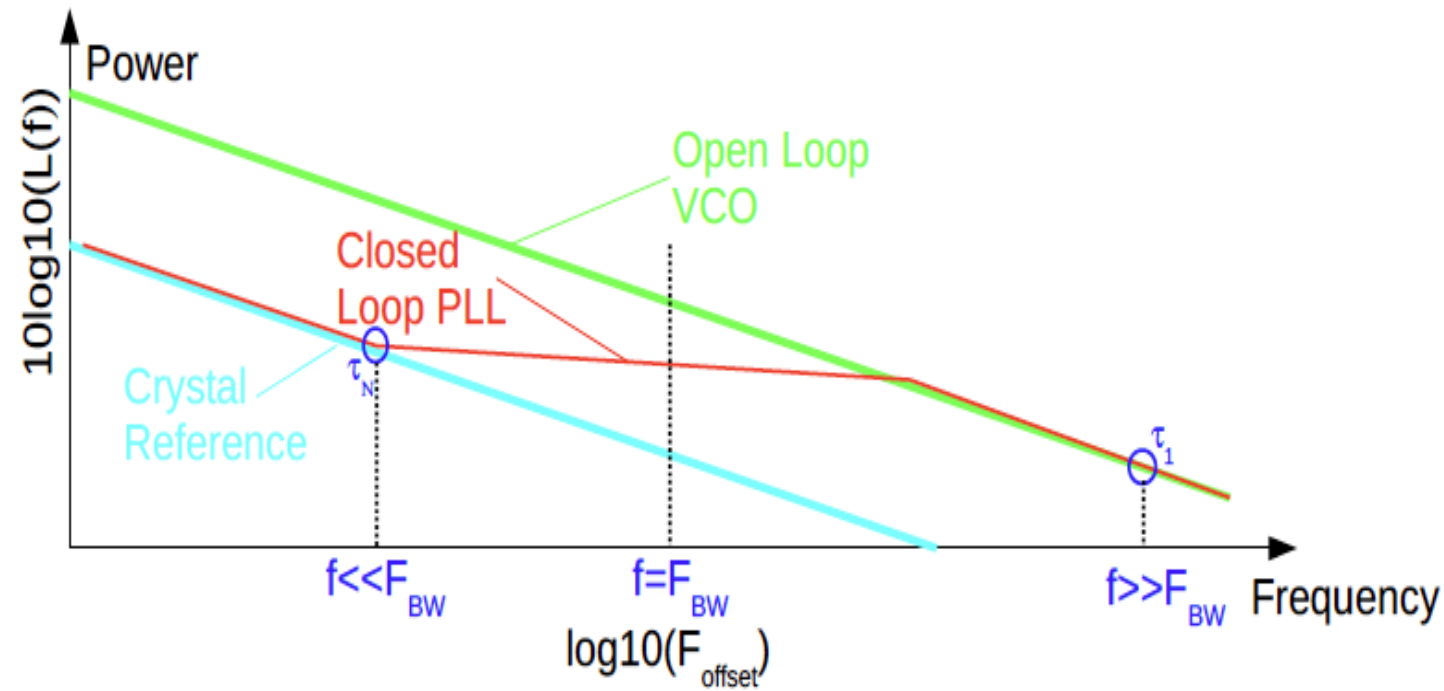 Power
10log10(L(f))
Open Loop
VCO
Closed
Loop PLL
Crystal
Reference
τN
τ1
f<<FBW
f=FBW
f>>FBW
Frequency
log10(Foffset)